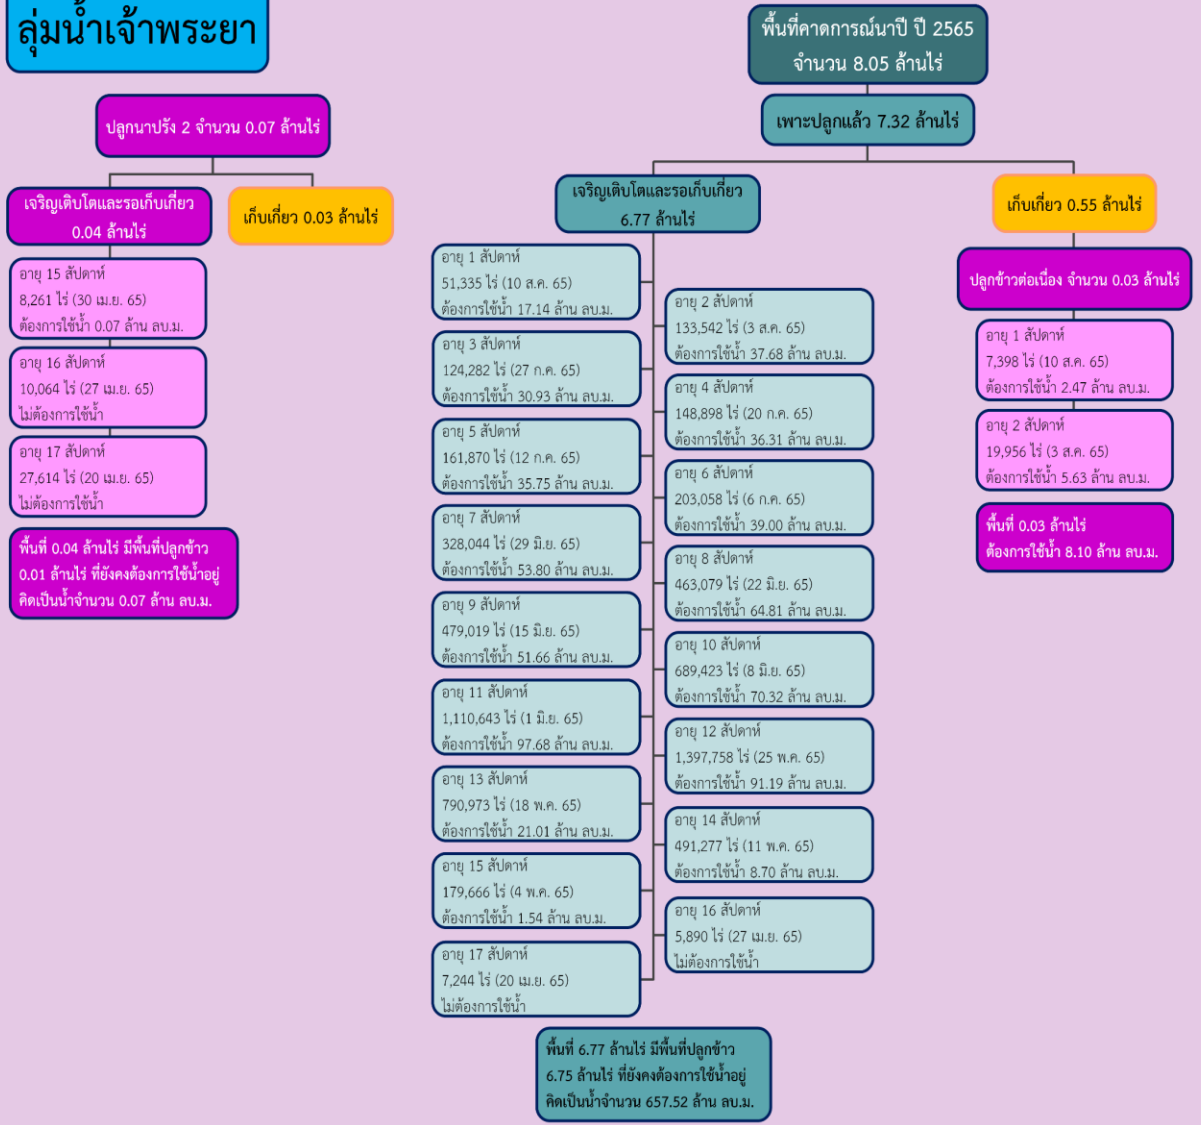 ลุ่มน้ำเจ้าพระยา
ปลูกนาปรัง 2 จำนวน 0.07 ล้านไร่
เจริญเติบโตและรอเก็บเกี่ยว
0.04 ล้านไร่
เก็บเกี่ยว 0.03 ล้านไร่
อายุ 15 สัปดาห์
8,261 ไร่ (30 เม.ย. 65)
ต้องการใช้น้ำ 0.07 ล้าน ลบ.ม.
อายุ 16 สัปดาห์
10,064 ไร่ (27 เม.ย. 65)
ไม่ต้องการใช้น้ำ
อายุ 17 สัปดาห์
27,614 ไร่ (20 เม.ย. 65)
ไม่ต้องการใช้น้ำ
พื้นที่ 0.04 ล้านไร่ มีพื้นที่ปลูกข้าว
0.01 ล้านไร่ ที่ยังคงต้องการใช้น้ำอยู่
คิดเป็นน้ำจำนวน 0.07 ล้าน ลบ.ม.
พื้นที่คาดการณ์นาปี ปี 2565
จำนวน 8.05 ล้านไร่
เพาะปลูกแล้ว 7.32 ล้านไร่
เจริญเติบโตและรอเก็บเกี่ยว
6.77 ล้านไร่
อายุ 1 สัปดาห์
51,335 ไร่ (10 ส.ค. 65)
ต้องการใช้น้ำ 17.14 ล้าน ลบ.ม.
อายุ 2 สัปดาห์
133,542 ไร่ (3 ส.ค. 65)
ต้องการใช้น้ำ 37.68 ล้าน ลบ.ม.
อายุ 3 สัปดาห์
124,282 ไร่ (27 ก.ค. 65)
ต้องการใช้น้ำ 30.93 ล้าน ลบ.ม.
อายุ 4 สัปดาห์
148,898 ไร่ (20 ก.ค. 65)
ต้องการใช้น้ำ 36.31 ล้าน ลบ.ม.
อายุ 5 สัปดาห์
161,870 ไร่ (12 ก.ค. 65)
ต้องการใช้น้ำ 35.75 ล้าน ลบ.ม.
อายุ 6 สัปดาห์
203,058 ไร่ (6 ก.ค. 65)
ต้องการใช้น้ำ 39.00 ล้าน ลบ.ม.
อายุ 7 สัปดาห์
328,044 ไร่ (29 มิ.ย. 65)
ต้องการใช้น้ำ 53.80 ล้าน ลบ.ม.
อายุ 8 สัปดาห์
463,079 ไร่ (22 มิ.ย. 65)
ต้องการใช้น้ำ 64.81 ล้าน ลบ.ม.
อายุ 9 สัปดาห์
479,019 ไร่ (15 มิ.ย. 65)
ต้องการใช้น้ำ 51.66 ล้าน ลบ.ม.
อายุ 10 สัปดาห์
689,423 ไร่ (8 มิ.ย. 65)
ต้องการใช้น้ำ 70.32 ล้าน ลบ.ม.
อายุ 11 สัปดาห์
1,110,643 ไร่ (1 มิ.ย. 65)
ต้องการใช้น้ำ 97.68 ล้าน ลบ.ม.
อายุ 12 สัปดาห์
1,397,758 ไร่ (25 พ.ค. 65)
ต้องการใช้น้ำ 91.19 ล้าน ลบ.ม.
อายุ 13 สัปดาห์
790,973 ไร่ (18 พ.ค. 65)
ต้องการใช้น้ำ 21.01 ล้าน ลบ.ม.
อายุ 14 สัปดาห์
491,277 ไร่ (11 พ.ค. 65)
ต้องการใช้น้ำ 8.70 ล้าน ลบ.ม.
อายุ 15 สัปดาห์
179,666 ไร่ (4 พ.ค. 65)
ต้องการใช้น้ำ 1.54 ล้าน ลบ.ม.
อายุ 16 สัปดาห์
5,890 ไร่ (27 เม.ย. 65)
ไม่ต้องการใช้น้ำ
อายุ 17 สัปดาห์
7,244 ไร่ (20 เม.ย. 65)
ไม่ต้องการใช้น้ำ
พื้นที่ 6.77 ล้านไร่ มีพื้นที่ปลูกข้าว
6.75 ล้านไร่ ที่ยังคงต้องการใช้น้ำอยู่
คิดเป็นน้ำจำนวน 657.52 ล้าน ลบ.ม.
เก็บเกี่ยว 0.55 ล้านไร่
ปลูกข้าวต่อเนื่อง จำนวน 0.03 ล้านไร่
อายุ 1 สัปดาห์
7,398 ไร่ (10 ส.ค. 65)
ต้องการใช้น้ำ 2.47 ล้าน ลบ.ม.
อายุ 2 สัปดาห์
19,956 ไร่ (3 ส.ค. 65)
ต้องการใช้น้ำ 5.63 ล้าน ลบ.ม.
พื้นที่ 0.03 ล้านไร่
ต้องการใช้น้ำ 8.10 ล้าน ลบ.ม.